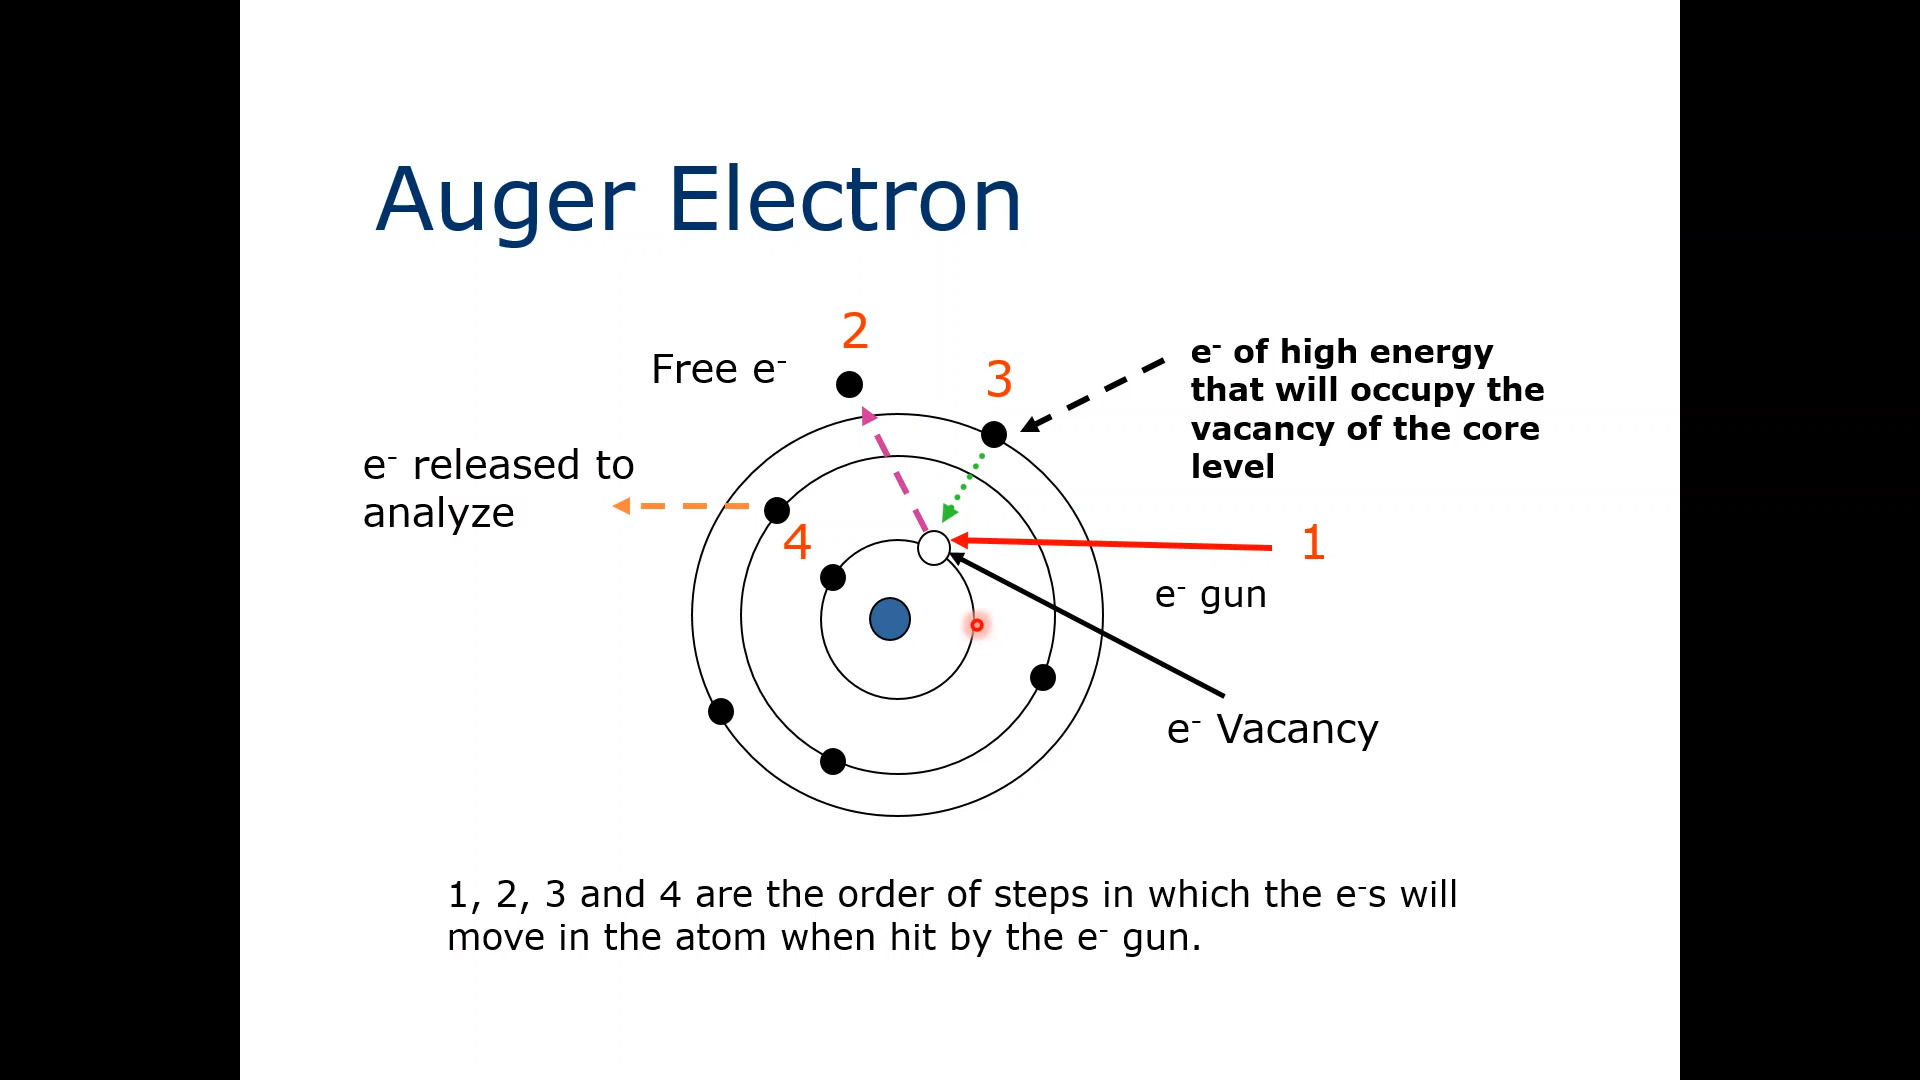 Auger Electron
2
Free e⁻
3
e⁻ of high energy
that will occupy the
vacancy of the core
level
e⁻ released to
analyze
4
1
e⁻ gun
e⁻ Vacancy
1, 2, 3 and 4 are the order of steps in which the e⁻s will
move in the atom when hit by the e⁻ gun.